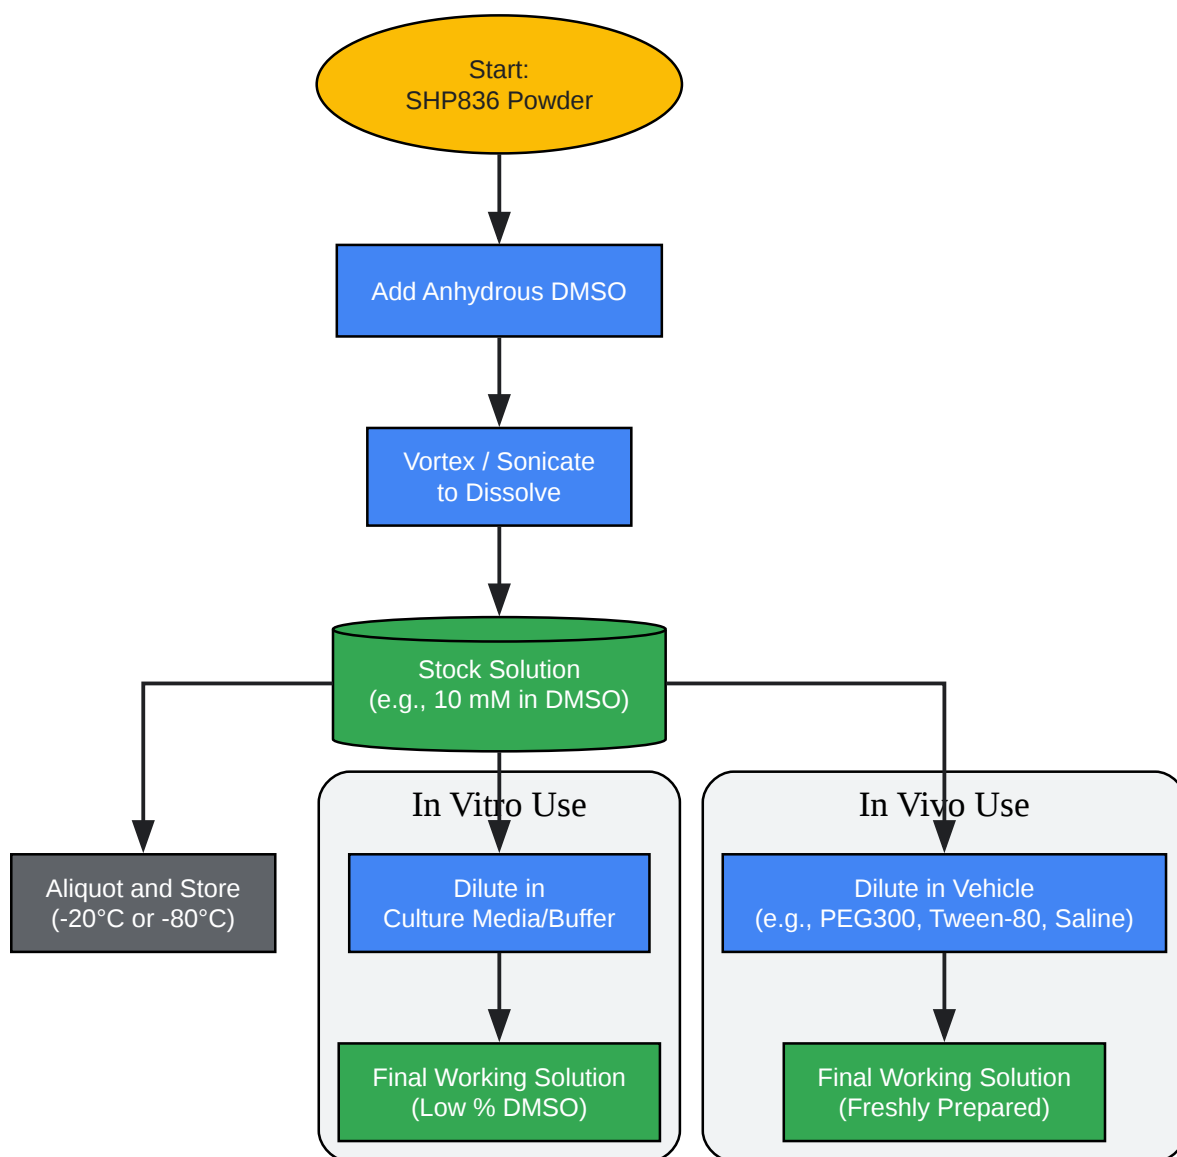 Start:
SHP836 Powder
Add Anhydrous DMSO
Vortex / Sonicate
to Dissolve
Stock Solution
(e.g., 10 mM in DMSO)
In Vitro Use
In Vivo Use
Aliquot and Store
(-20°C or -80°C)
Dilute in
Culture Media/Buffer
Dilute in Vehicle
(e.g., PEG300, Tween-80, Saline)
Final Working Solution
(Low % DMSO)
Final Working Solution
(Freshly Prepared)